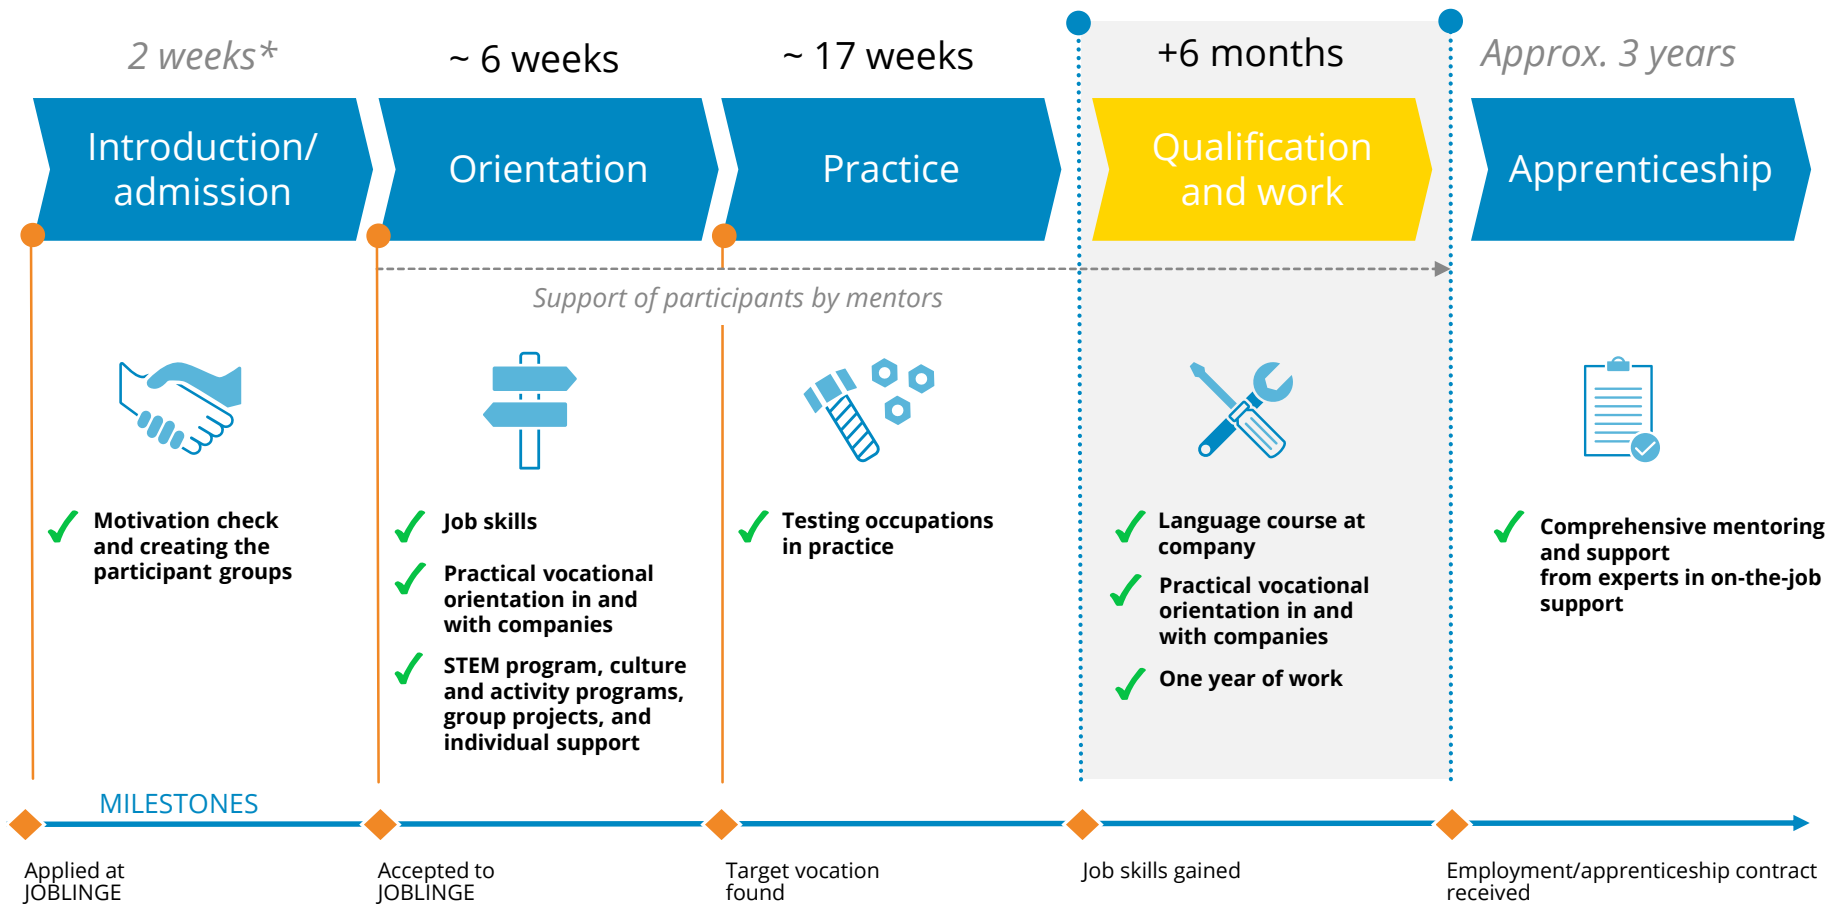 2 weeks*
~ 6 weeks
~ 17 weeks
+6 months
Approx. 3 years
Introduction/
admission
Orientation
Practice
Qualification
and work
Apprenticeship
Support of participants by mentors
Motivation check
and creating the
participant groups
Job skills
Practical vocational
orientation in and
with companies
STEM program, culture
and activity programs,
group projects, and
individual support
Testing occupations
in practice
Language course at
company
Practical vocational
orientation in and
with companies
One year of work
Comprehensive mentoring
and support
from experts in on-the-job
support
MILESTONES
Applied at
JOBLINGE
Accepted to
JOBLINGE
Target vocation
found
Job skills gained
Employment/apprenticeship contract
received